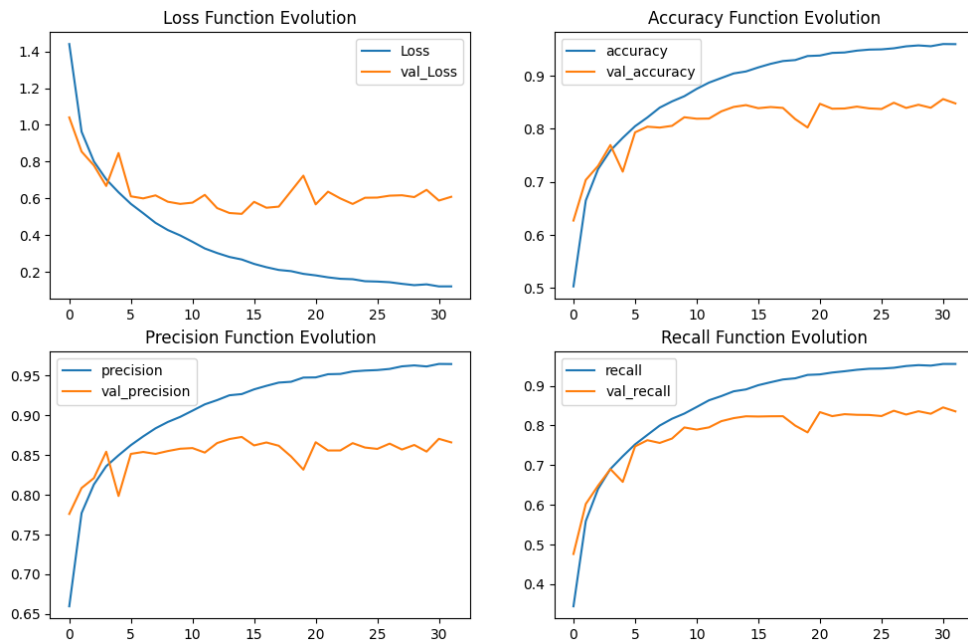 Loss Function Evolution
1.4
1.2
1.0
0.8
0.6
0.4
0.2
0 5 10 15 20 25 30
Loss
val_Loss
Accuracy Function Evolution
0.9
0.8
0.7
0.6
0.5
0 5 10 15 20 25 30
accuracy
val_accuracy
Precision Function Evolution
0.95
0.90
0.85
0.80
0.75
0.70
0.65
0 5 10 15 20 25 30
precision
val_precision
Recall Function Evolution
0.9
0.8
0.7
0.6
0.5
0.4
0 5 10 15 20 25 30
recall
val_recall